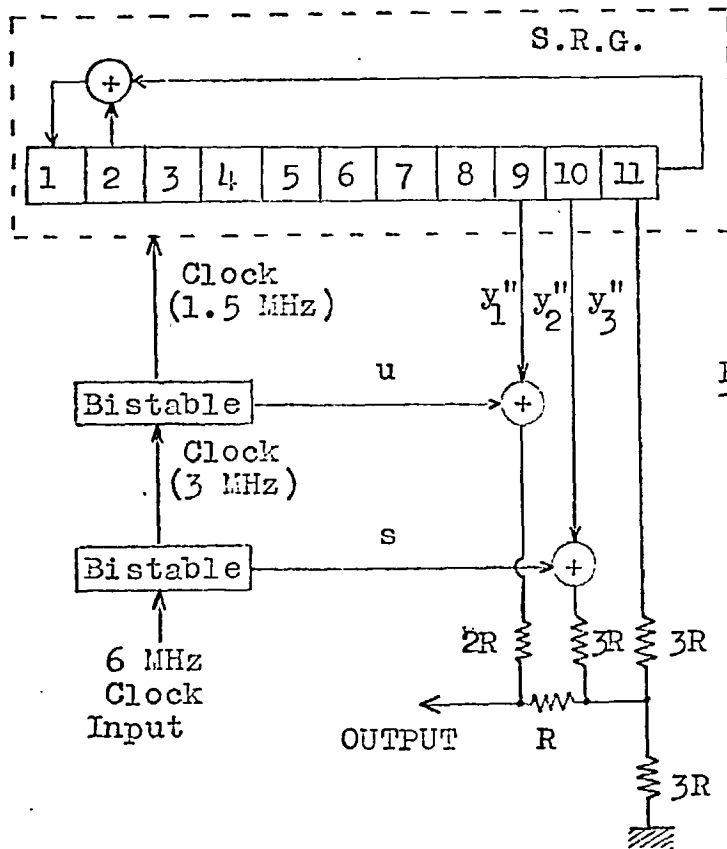 S.R.G.
+
1 2 3 4 5 6 7 8 9 10 11
Clock
(1.5 MHz)
y₁" y₂" y₃"
u
Bistable
+
Clock
(3 MHz)
s
Bistable
+
2R 3R 3R
6 MHz
Clock
Input
OUTPUT R
3R